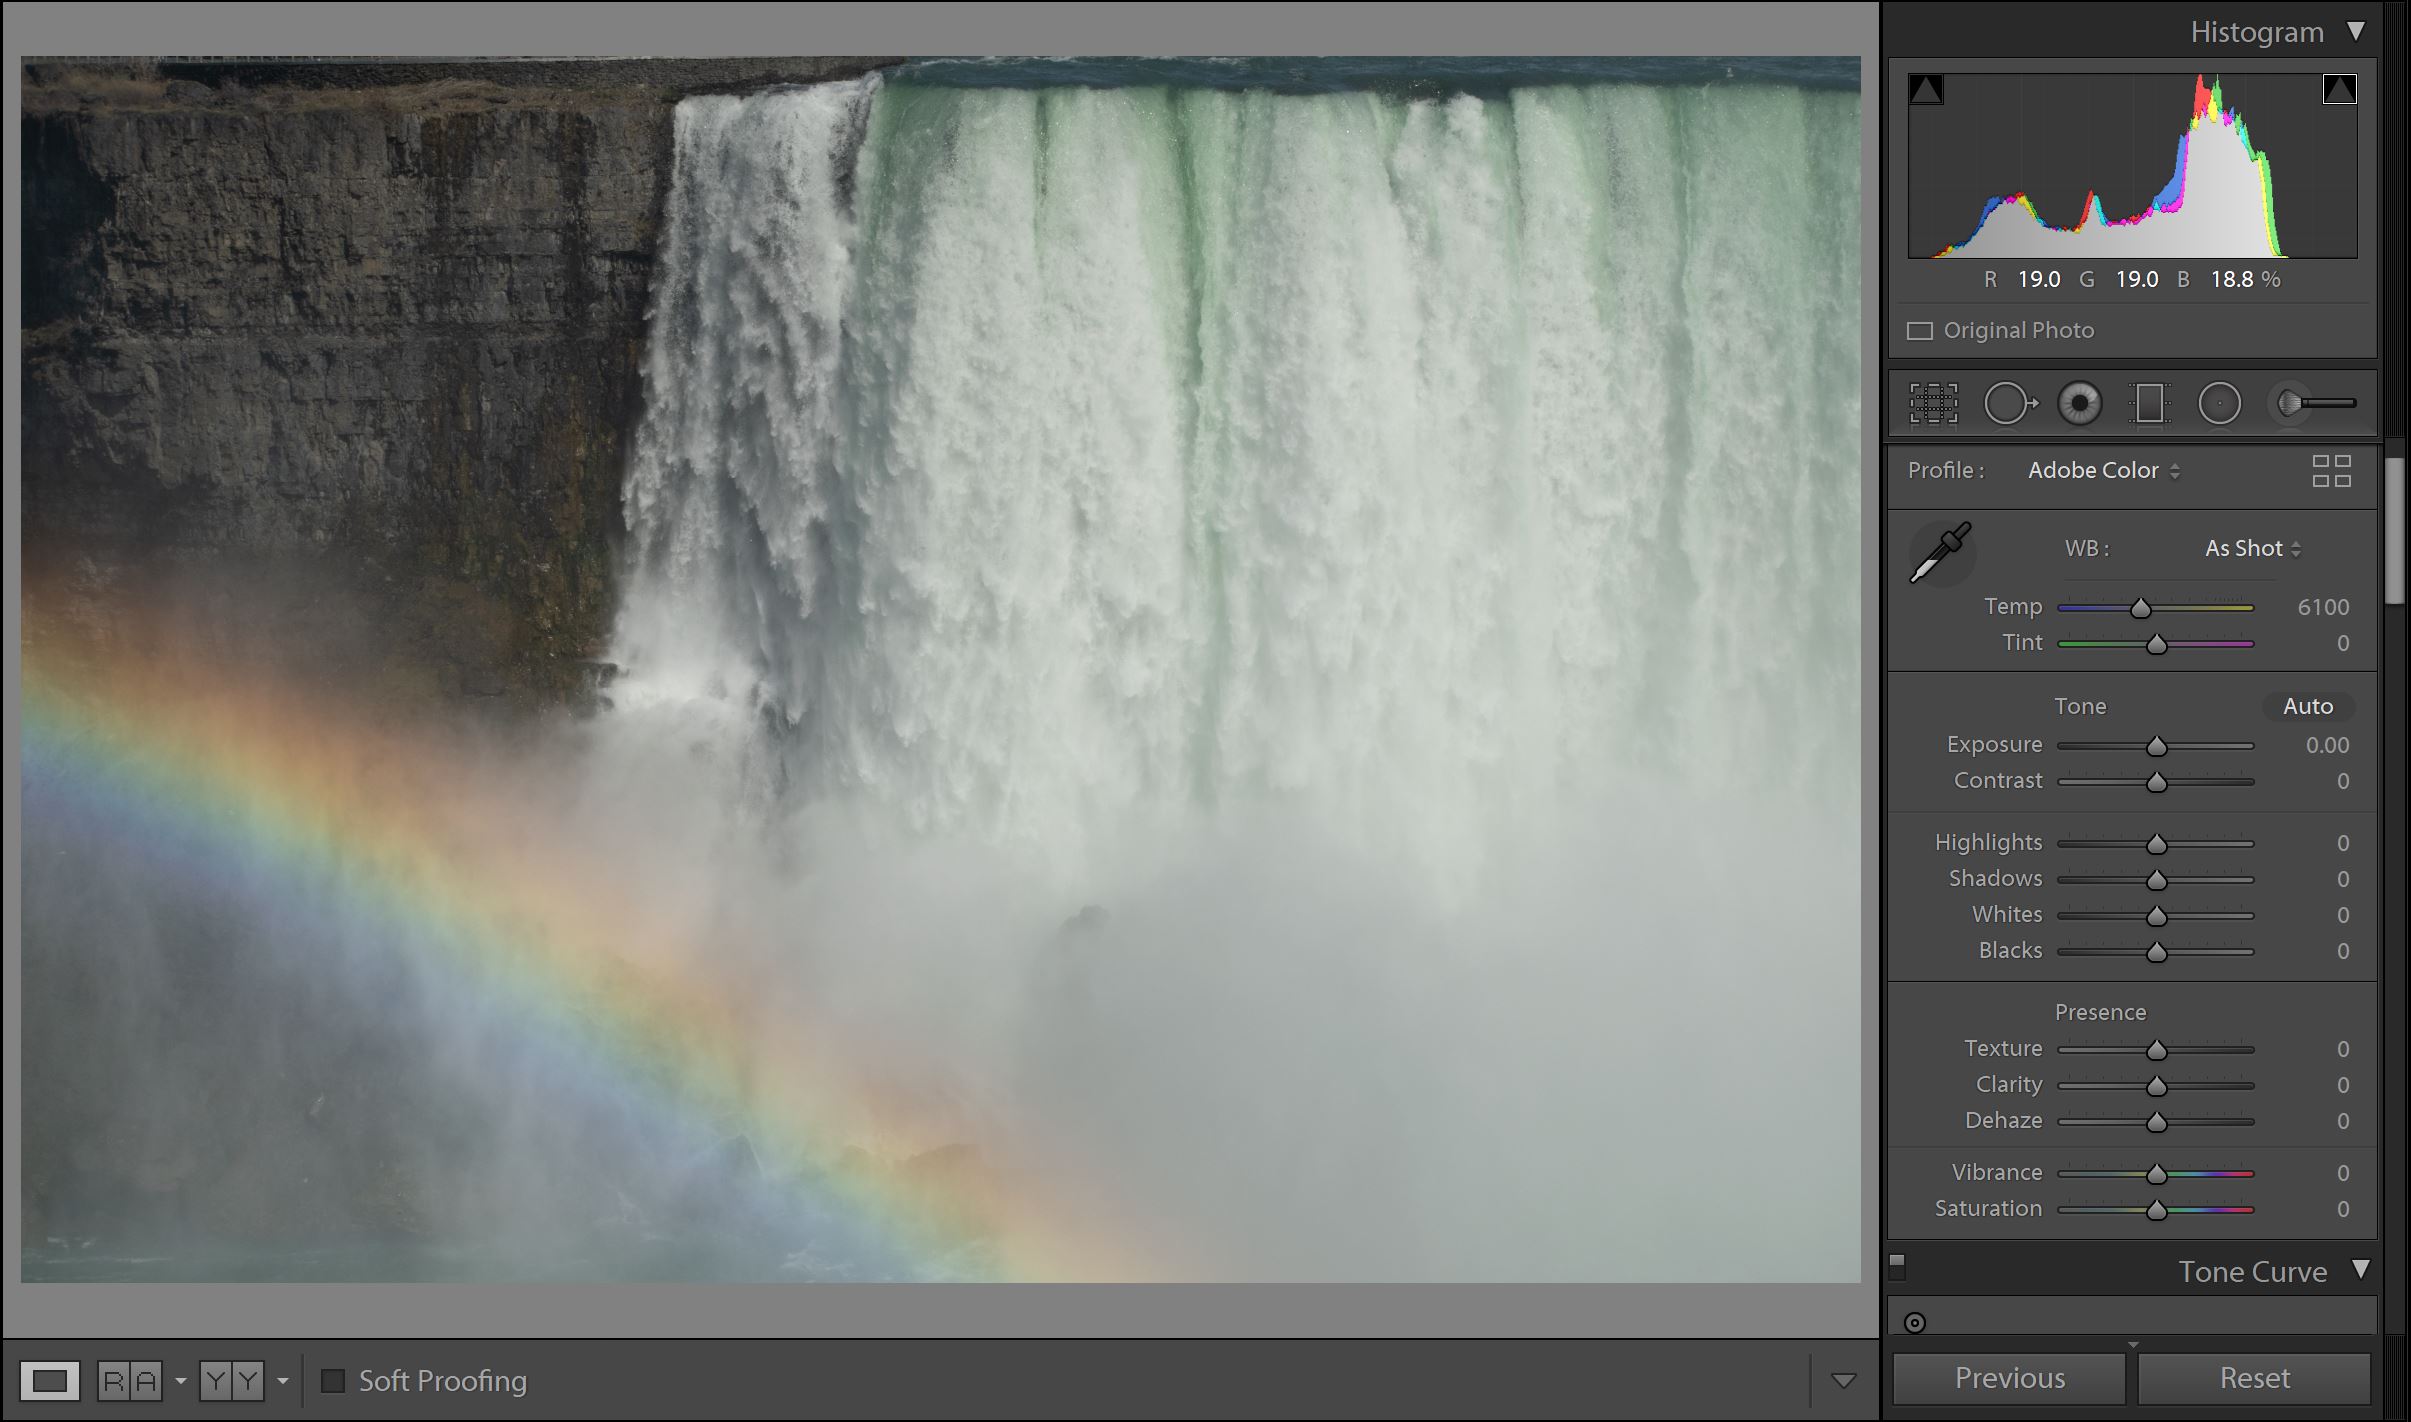 Histogram
R 19.0 G 19.0 B 18.8 %
Original Photo
Profile : Adobe Color
WB : As Shot
Temp 6100
Tint 0
Tone Auto
Exposure 0.00
Contrast 0
Highlights 0
Shadows 0
Whites 0
Blacks 0
Presence
Texture 0
Clarity 0
Dehaze 0
Vibrance 0
Saturation 0
Tone Curve
R A Y Y Soft Proofing
Previous Reset